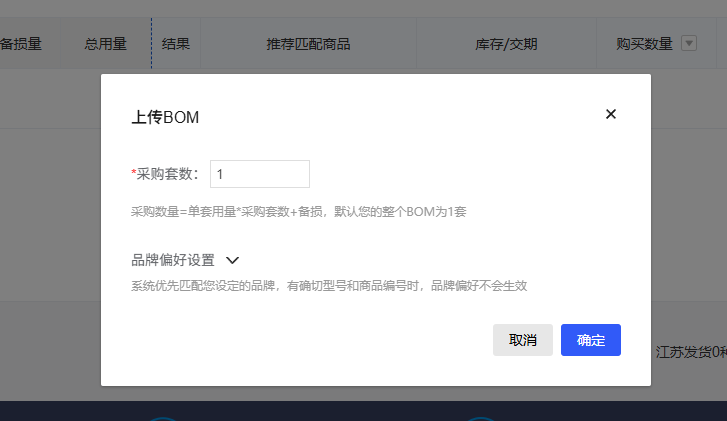 备损量 总用量 结果 推荐匹配商品 库存/交期 购买数量
上传BOM
*采购套数： 1
采购数量=单套用量*采购套数+备损，默认您的整个BOM为1套
品牌偏好设置
系统优先匹配您设定的品牌，有确切型号和商品编号时，品牌偏好不会生效
取消 确定
江苏发货0种